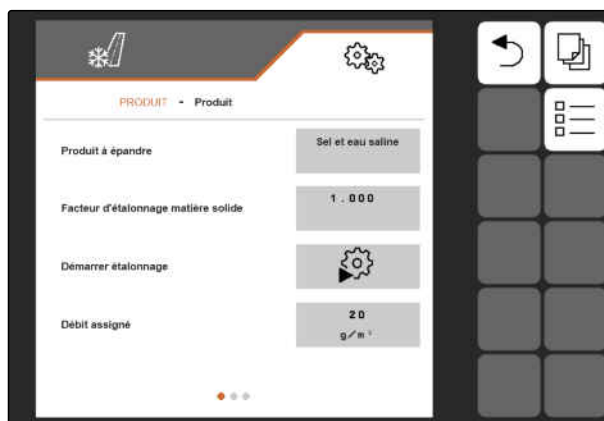 PRODUIT - Produit
Produit à épandre
Sel et eau saline
Facteur d'étalonnage matière solide
1.000
Démarrer étalonnage
Débit assigné
20
g/m²